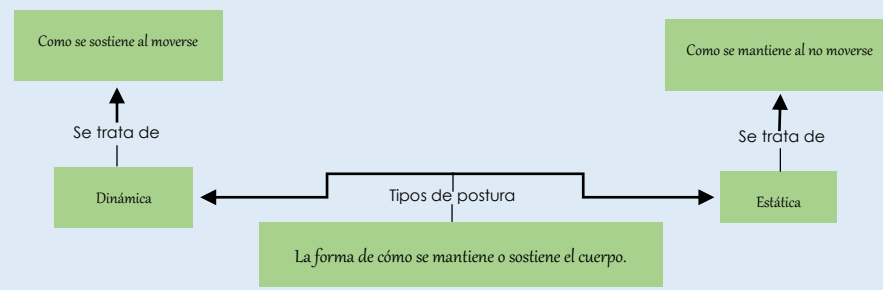 Como se sostiene al moverse
Como se mantiene al no moverse
Se trata de
Se trata de
Dinámica
Tipos de postura
Estática
La forma de cómo se mantiene o sostiene el cuerpo.